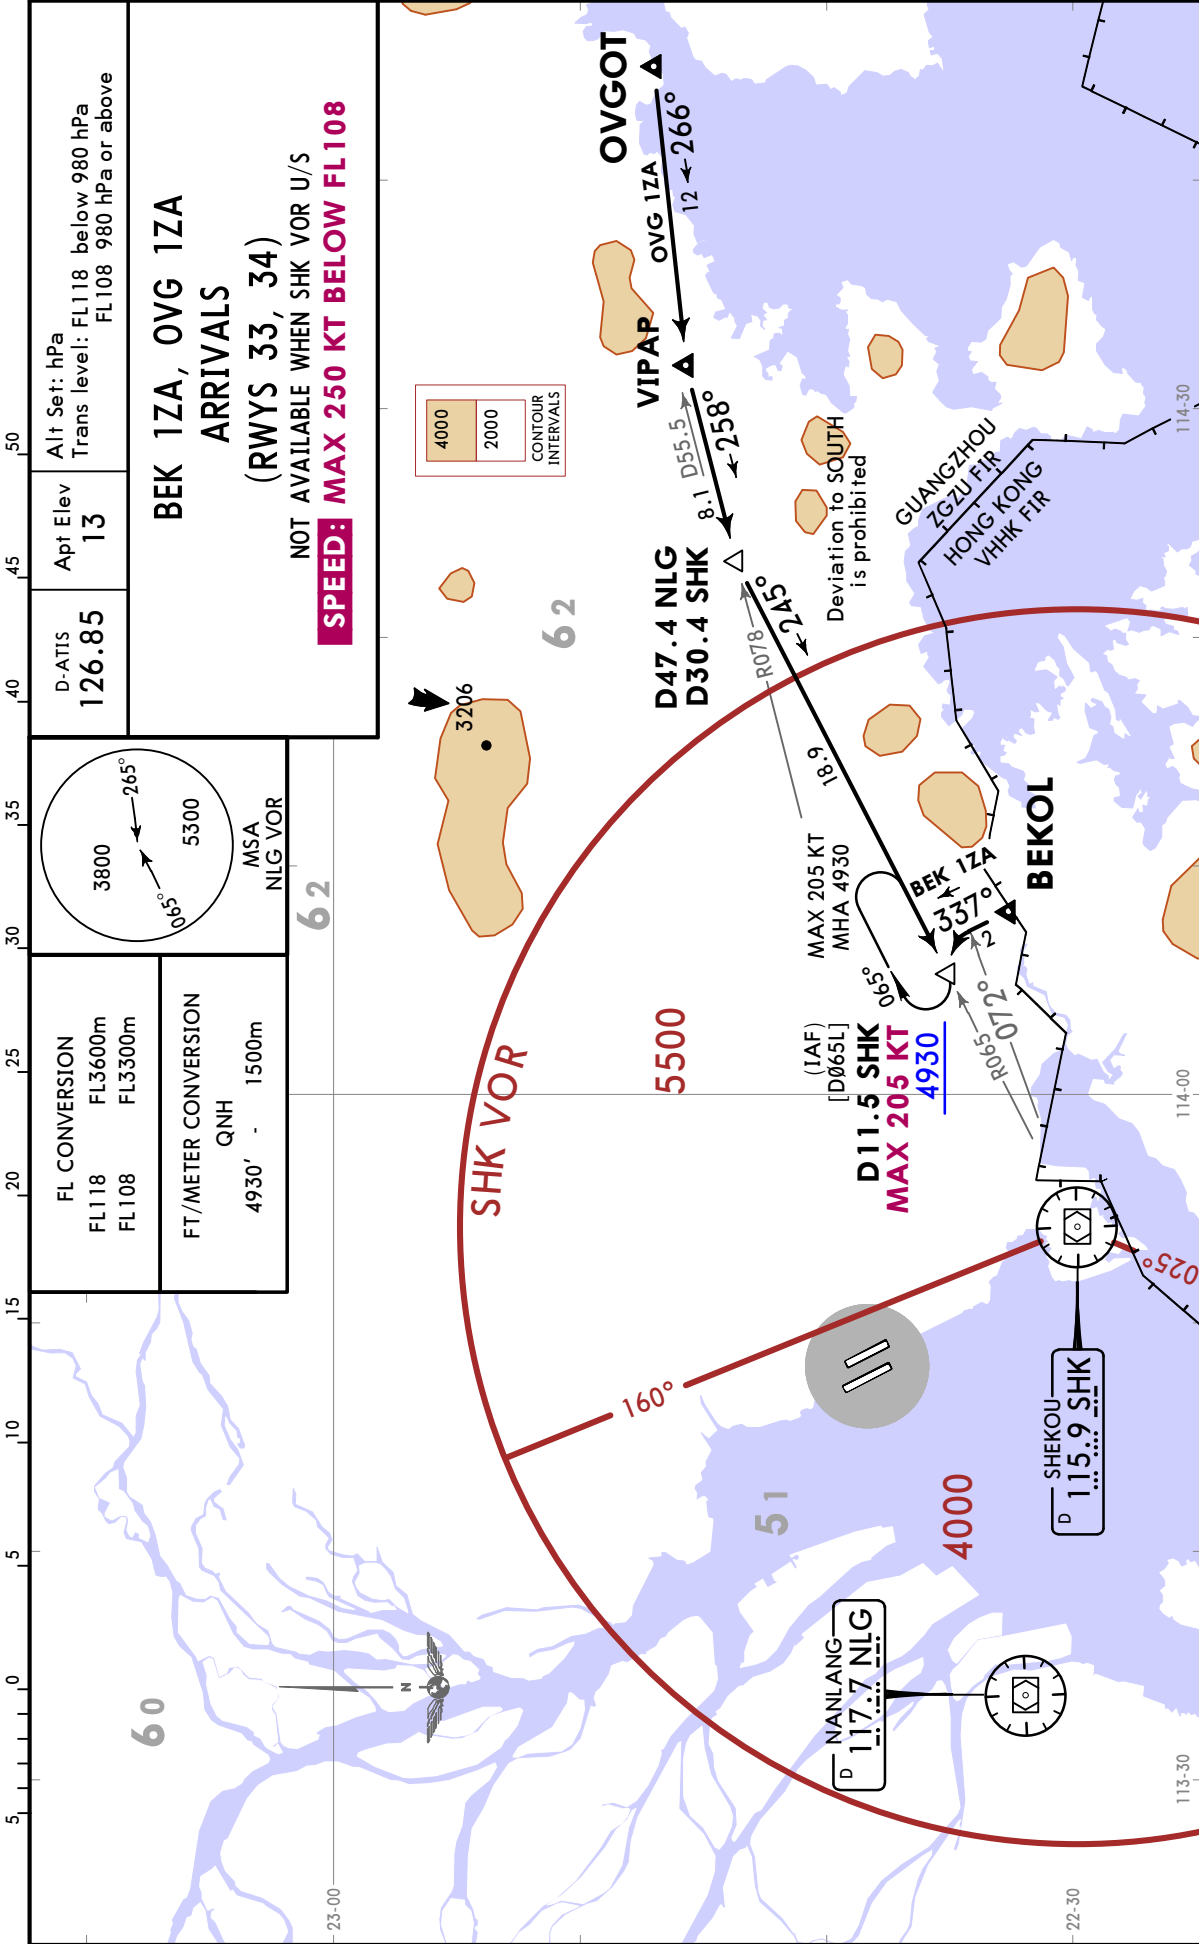 5 0 5 10 15 20 25 30 35 40 45 50
FL CONVERSION
FL118 FL3600m
FL108 FL3300m
FT/METER CONVERSION
QNH
4930' - 1500m
3800
265°
065°
5300
MSA
NLG VOR
D-ATIS
126.85
Apt Elev
13
Alt Set: hPa
Trans level: FL118 below 980 hPa
FL108 980 hPa or above
BEK 1ZA, OVG 1ZA
ARRIVALS
(RWYS 33, 34)
NOT AVAILABLE WHEN SHK VOR U/S
SPEED: MAX 250 KT BELOW FL108
60
62
23-00
N
4000
2000
CONTOUR
INTERVALS
3206
62
SHK VOR
5500
160°
OVGOT
OVG 1ZA
12
266°
VIPAP
D55.5
8.1
258°
D47.4 NLG
D30.4 SHK
R078
245°
18.9
Deviation to SOUTH
is prohibited
MAX 205 KT
MHA 4930
065°
(IAF)
[DØ65L]
D11.5 SHK
MAX 205 KT
4930
BEK 1ZA
337°
2
BEKOL
R065
072°
GUANGZHOU
ZGZU FIR
HONG KONG
VHHK FIR
51
4000
D
NANLANG
117.7 NLG
D
SHEKOU
115.9 SHK
025°
22-30
113-30
114-00
114-30